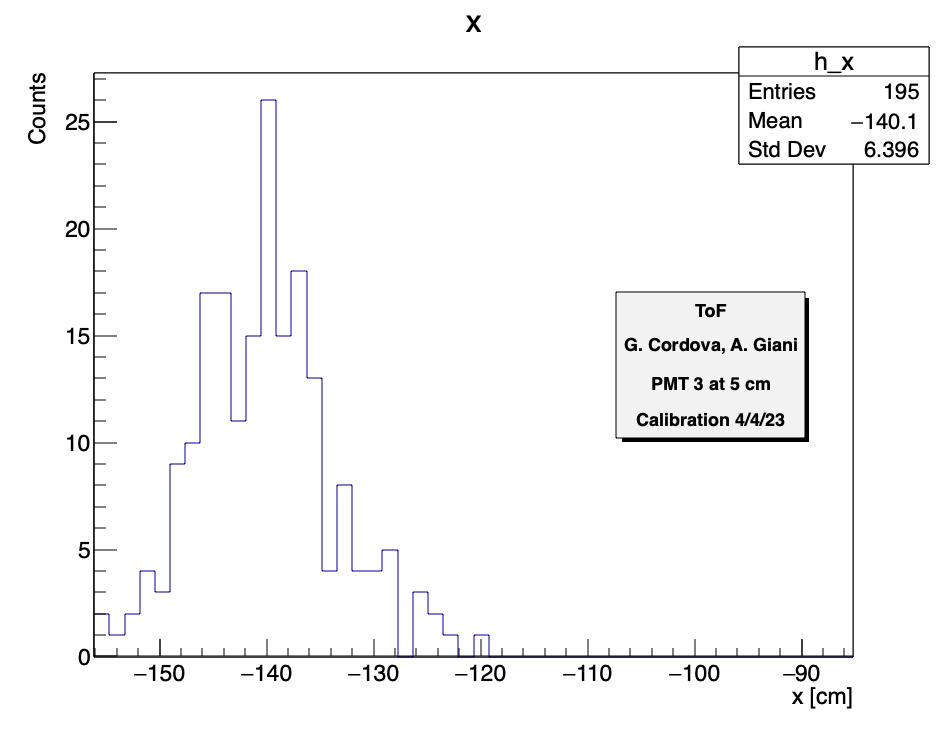 X
h_x
Entries 195
Mean −140.1
Std Dev 6.396
Counts
25
20
15
10
5
0
ToF
G. Cordova, A. Giani
PMT 3 at 5 cm
Calibration 4/4/23
−150 −140 −130 −120 −110 −100 −90
x [cm]